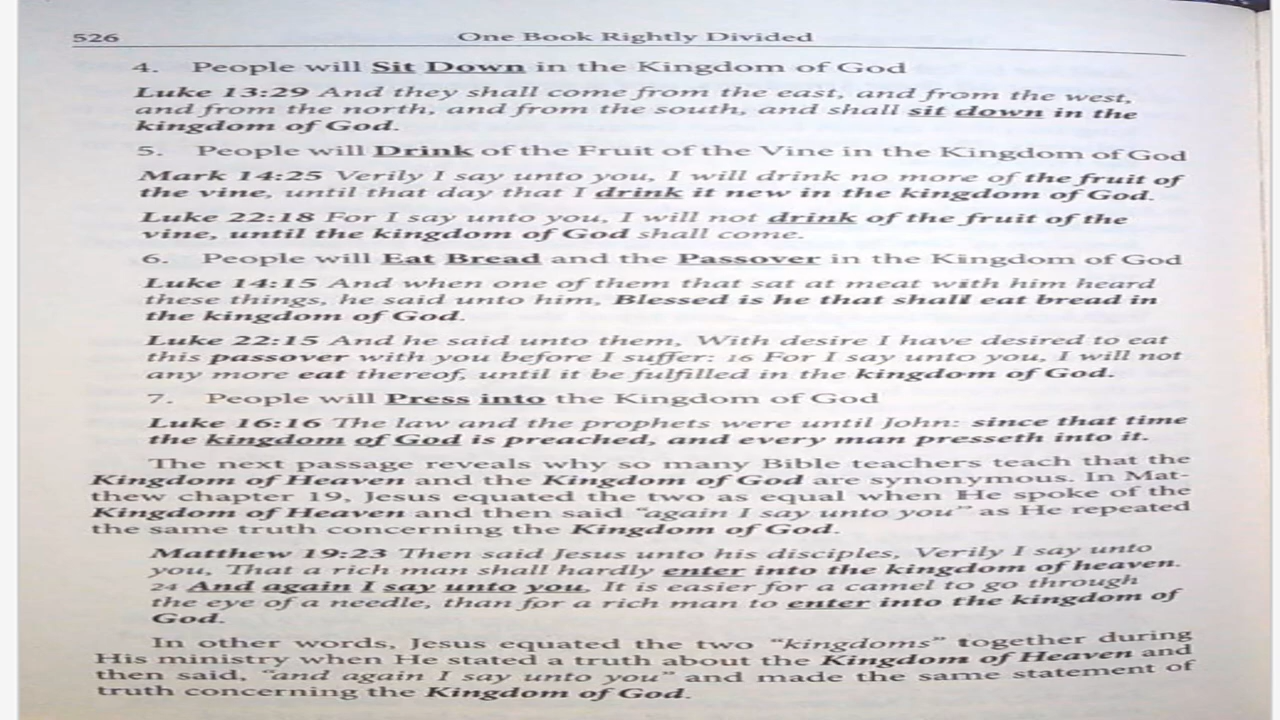 526 One Book Rightly Divided
4. People will Sit Down in the Kingdom of God
Luke 13:29 And they shall come from the east, and from the west,
and from the north, and from the south, and shall sit down in the
kingdom of God.
5. People will Drink of the Fruit of the Vine in the Kingdom of God
Mark 14:25 Verily I say unto you, I will drink no more of the fruit of
the vine, until that day that I drink it new in the kingdom of God.
Luke 22:18 For I say unto you, I will not drink of the fruit of the
vine, until the kingdom of God shall come.
6. People will Eat Bread and the Passover in the Kingdom of God
Luke 14:15 And when one of them that sat at meat with him heard
these things, he said unto him, Blessed is he that shall eat bread in
the kingdom of God.
Luke 22:15 And he said unto them, With desire I have desired to eat
this passover with you before I suffer: 16 For I say unto you, I will not
any more eat thereof, until it be fulfilled in the kingdom of God.
7. People will Press into the Kingdom of God
Luke 16:16 The law and the prophets were until John: since that time
the kingdom of God is preached, and every man presseth into it.
The next passage reveals why so many Bible teachers teach that the
Kingdom of Heaven and the Kingdom of God are synonymous. In Mat-
thew chapter 19, Jesus equated the two as equal when He spoke of the
Kingdom of Heaven and then said "again I say unto you" as He repeated
the same truth concerning the Kingdom of God.
Matthew 19:23 Then said Jesus unto his disciples, Verily I say unto
you, That a rich man shall hardly enter into the kingdom of heaven.
24 And again I say unto you, It is easier for a camel to go through
the eye of a needle, than for a rich man to enter into the kingdom of
God.
In other words, Jesus equated the two "kingdoms" together during
His ministry when He stated a truth about the Kingdom of Heaven and
then said, "and again I say unto you" and made the same statement of
truth concerning the Kingdom of God.